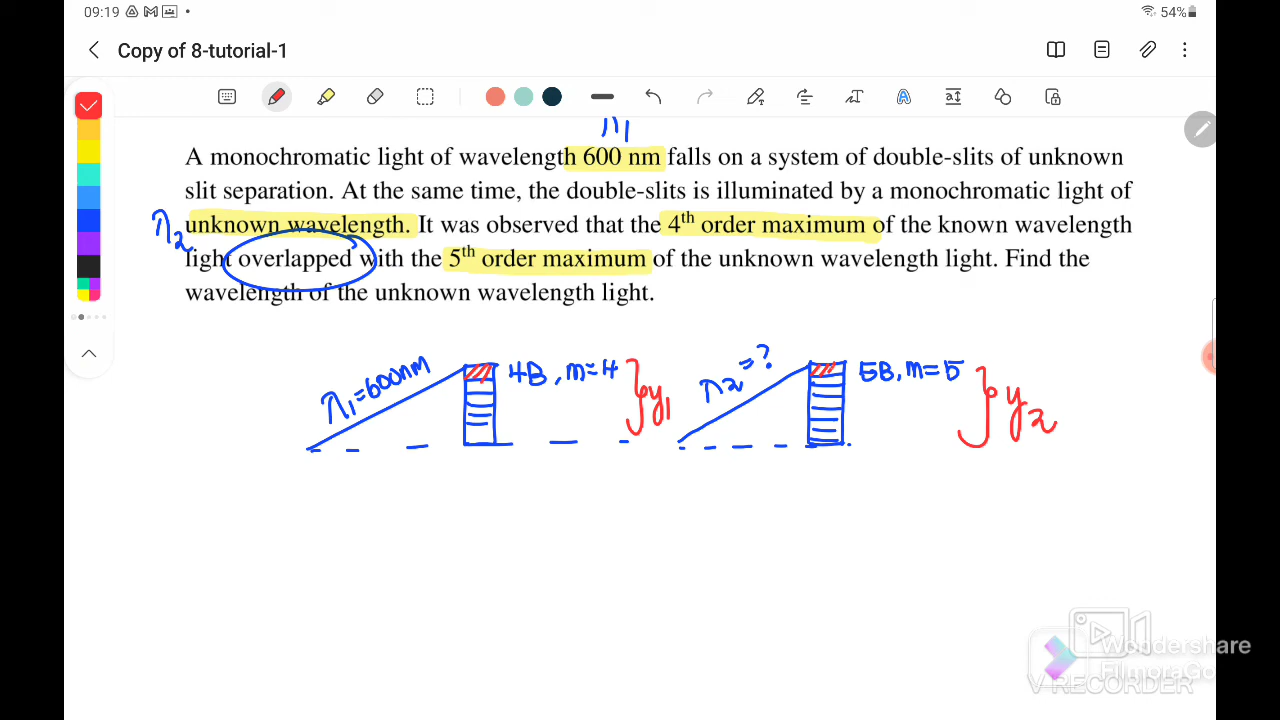 09:19
54%
Copy of 8-tutorial-1
A monochromatic light of wavelength 600 nm falls on a system of double-slits of unknown
slit separation. At the same time, the double-slits is illuminated by a monochromatic light of
λ2
unknown wavelength. It was observed that the 4th order maximum of the known wavelength
light overlapped with the 5th order maximum of the unknown wavelength light. Find the
wavelength of the unknown wavelength light.
λ1=600nm
4B, m=4
y1
λ2=?
5B, m=5
y2
Wondershare
FilmoraGo
V RECORDER